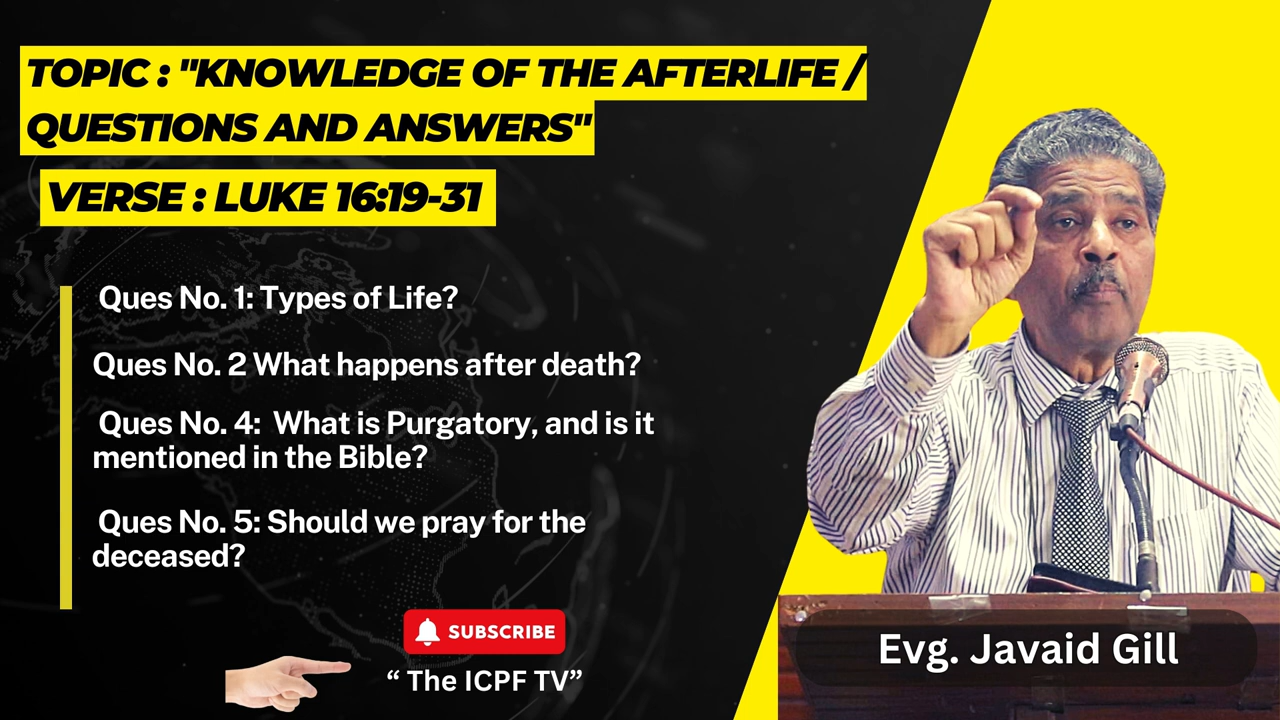 TOPIC : "KNOWLEDGE OF THE AFTERLIFE /
QUESTIONS AND ANSWERS"
VERSE : LUKE 16:19-31
Ques No. 1: Types of Life?
Ques No. 2 What happens after death?
Ques No. 4: What is Purgatory, and is it
mentioned in the Bible?
Ques No. 5: Should we pray for the
deceased?
SUBSCRIBE
“ The ICPF TV”
Evg. Javaid Gill